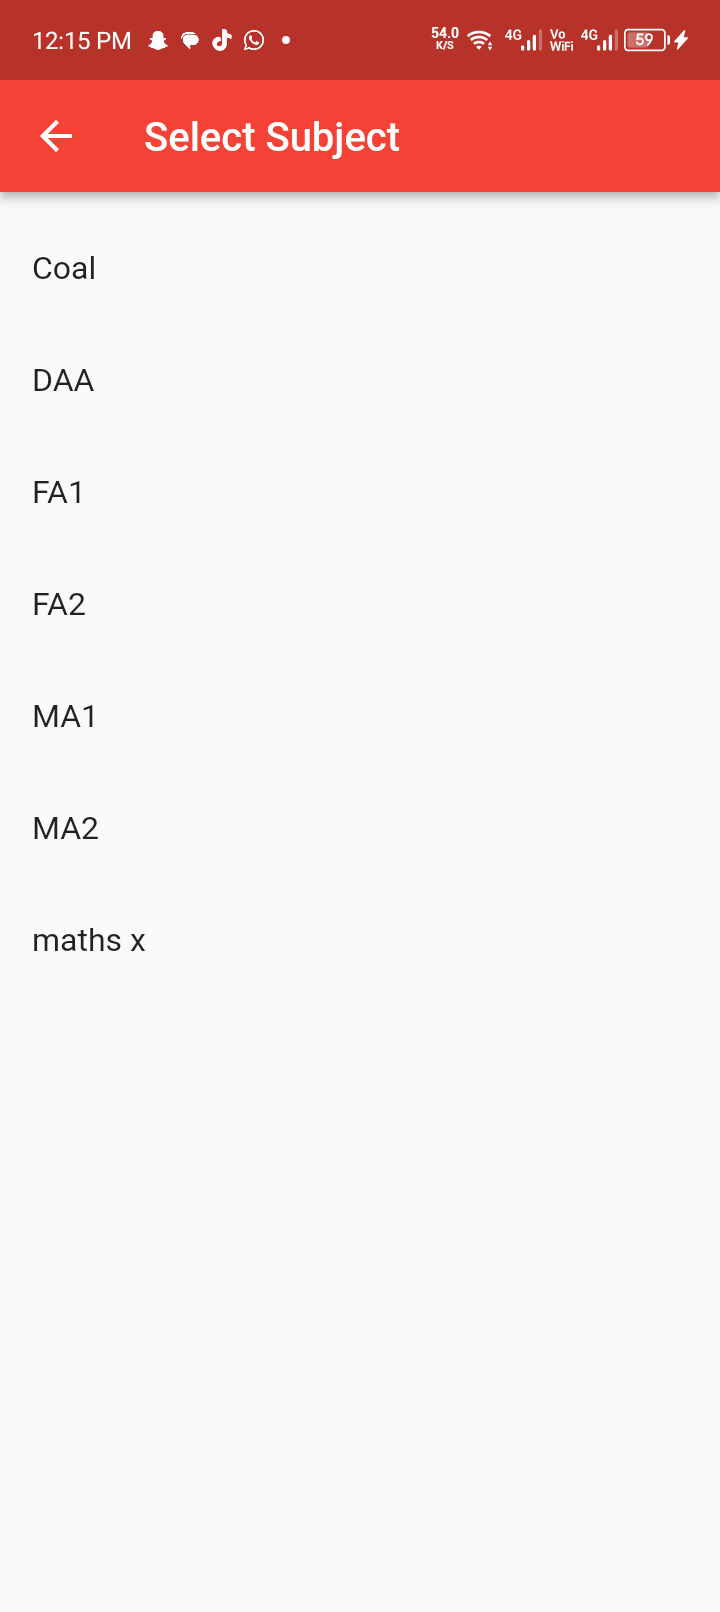 12:15 PM 54.0 K/S 4G Vo WiFi 4G 59
Select Subject
Coal
DAA
FA1
FA2
MA1
MA2
maths x